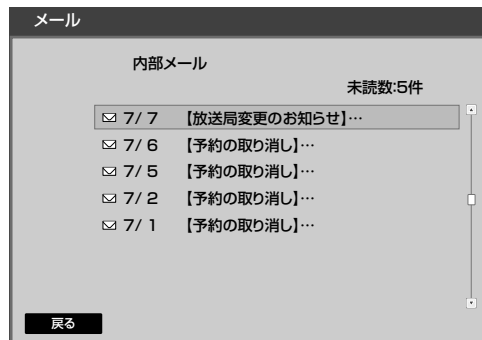 メール
内部メール
未読数:5件
7/ 7 【放送局変更のお知らせ】…
7/ 6 【予約の取り消し】…
7/ 5 【予約の取り消し】…
7/ 2 【予約の取り消し】…
7/ 1 【予約の取り消し】…
戻る